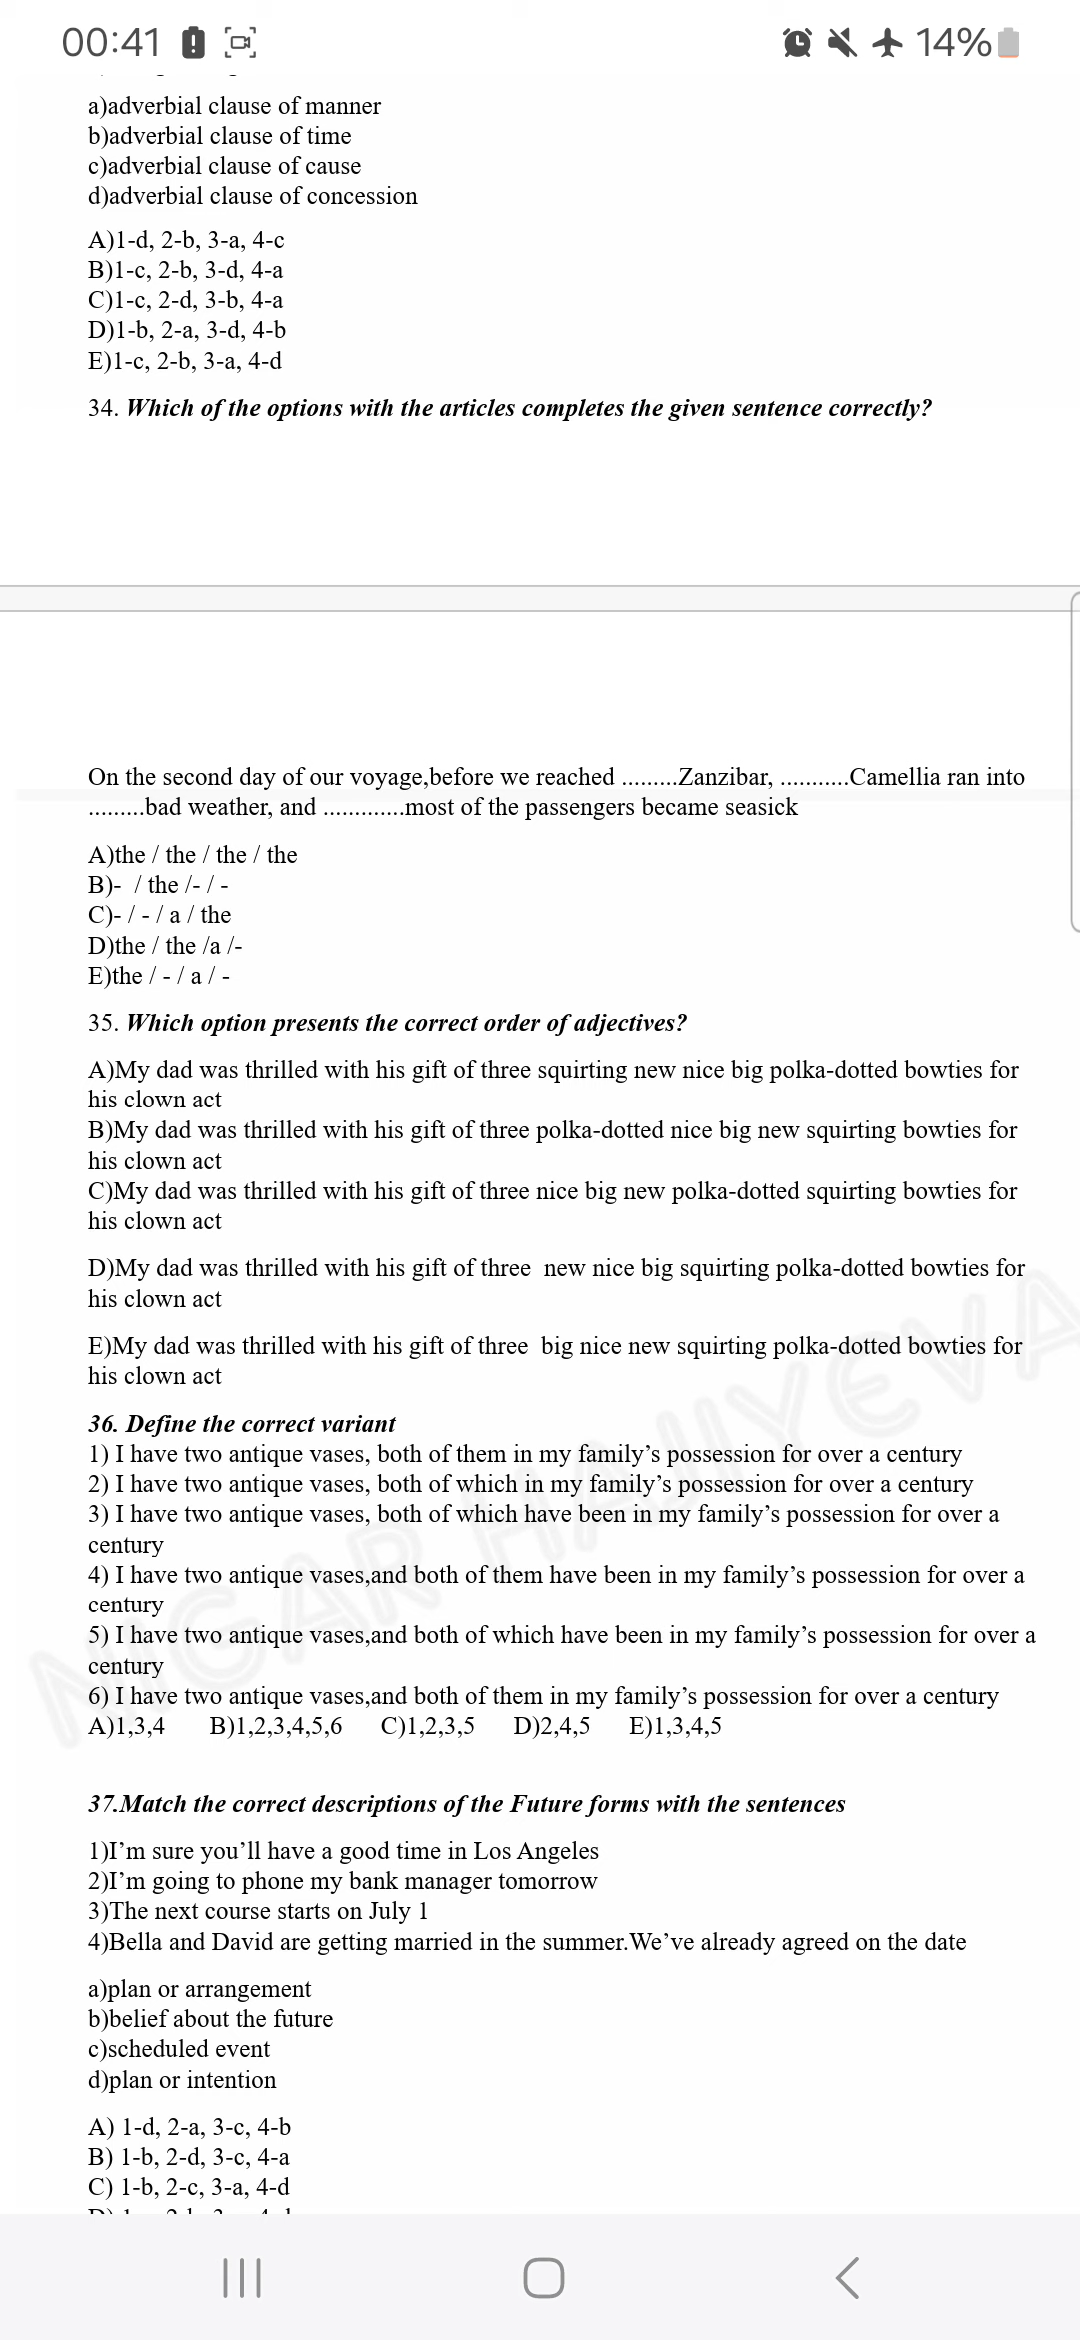 00:41
14%
a)adverbial clause of manner
b)adverbial clause of time
c)adverbial clause of cause
d)adverbial clause of concession
A)1-d, 2-b, 3-a, 4-c
B)1-c, 2-b, 3-d, 4-a
C)1-c, 2-d, 3-b, 4-a
D)1-b, 2-a, 3-d, 4-b
E)1-c, 2-b, 3-a, 4-d
34. Which of the options with the articles completes the given sentence correctly?
On the second day of our voyage,before we reached .........Zanzibar, ...........Camellia ran into
.........bad weather, and .............most of the passengers became seasick
A)the / the / the / the
B)- / the /- / -
C)- / - / a / the
D)the / the /a /-
E)the / - / a / -
35. Which option presents the correct order of adjectives?
A)My dad was thrilled with his gift of three squirting new nice big polka-dotted bowties for
his clown act
B)My dad was thrilled with his gift of three polka-dotted nice big new squirting bowties for
his clown act
C)My dad was thrilled with his gift of three nice big new polka-dotted squirting bowties for
his clown act
D)My dad was thrilled with his gift of three new nice big squirting polka-dotted bowties for
his clown act
E)My dad was thrilled with his gift of three big nice new squirting polka-dotted bowties for
his clown act
36. Define the correct variant
1) I have two antique vases, both of them in my family’s possession for over a century
2) I have two antique vases, both of which in my family’s possession for over a century
3) I have two antique vases, both of which have been in my family’s possession for over a
century
4) I have two antique vases,and both of them have been in my family’s possession for over a
century
5) I have two antique vases,and both of which have been in my family’s possession for over a
century
6) I have two antique vases,and both of them in my family’s possession for over a century
A)1,3,4 B)1,2,3,4,5,6 C)1,2,3,5 D)2,4,5 E)1,3,4,5
NIGAR HAJIYEVA
37.Match the correct descriptions of the Future forms with the sentences
1)I’m sure you’ll have a good time in Los Angeles
2)I’m going to phone my bank manager tomorrow
3)The next course starts on July 1
4)Bella and David are getting married in the summer.We’ve already agreed on the date
a)plan or arrangement
b)belief about the future
c)scheduled event
d)plan or intention
A) 1-d, 2-a, 3-c, 4-b
B) 1-b, 2-d, 3-c, 4-a
C) 1-b, 2-c, 3-a, 4-d